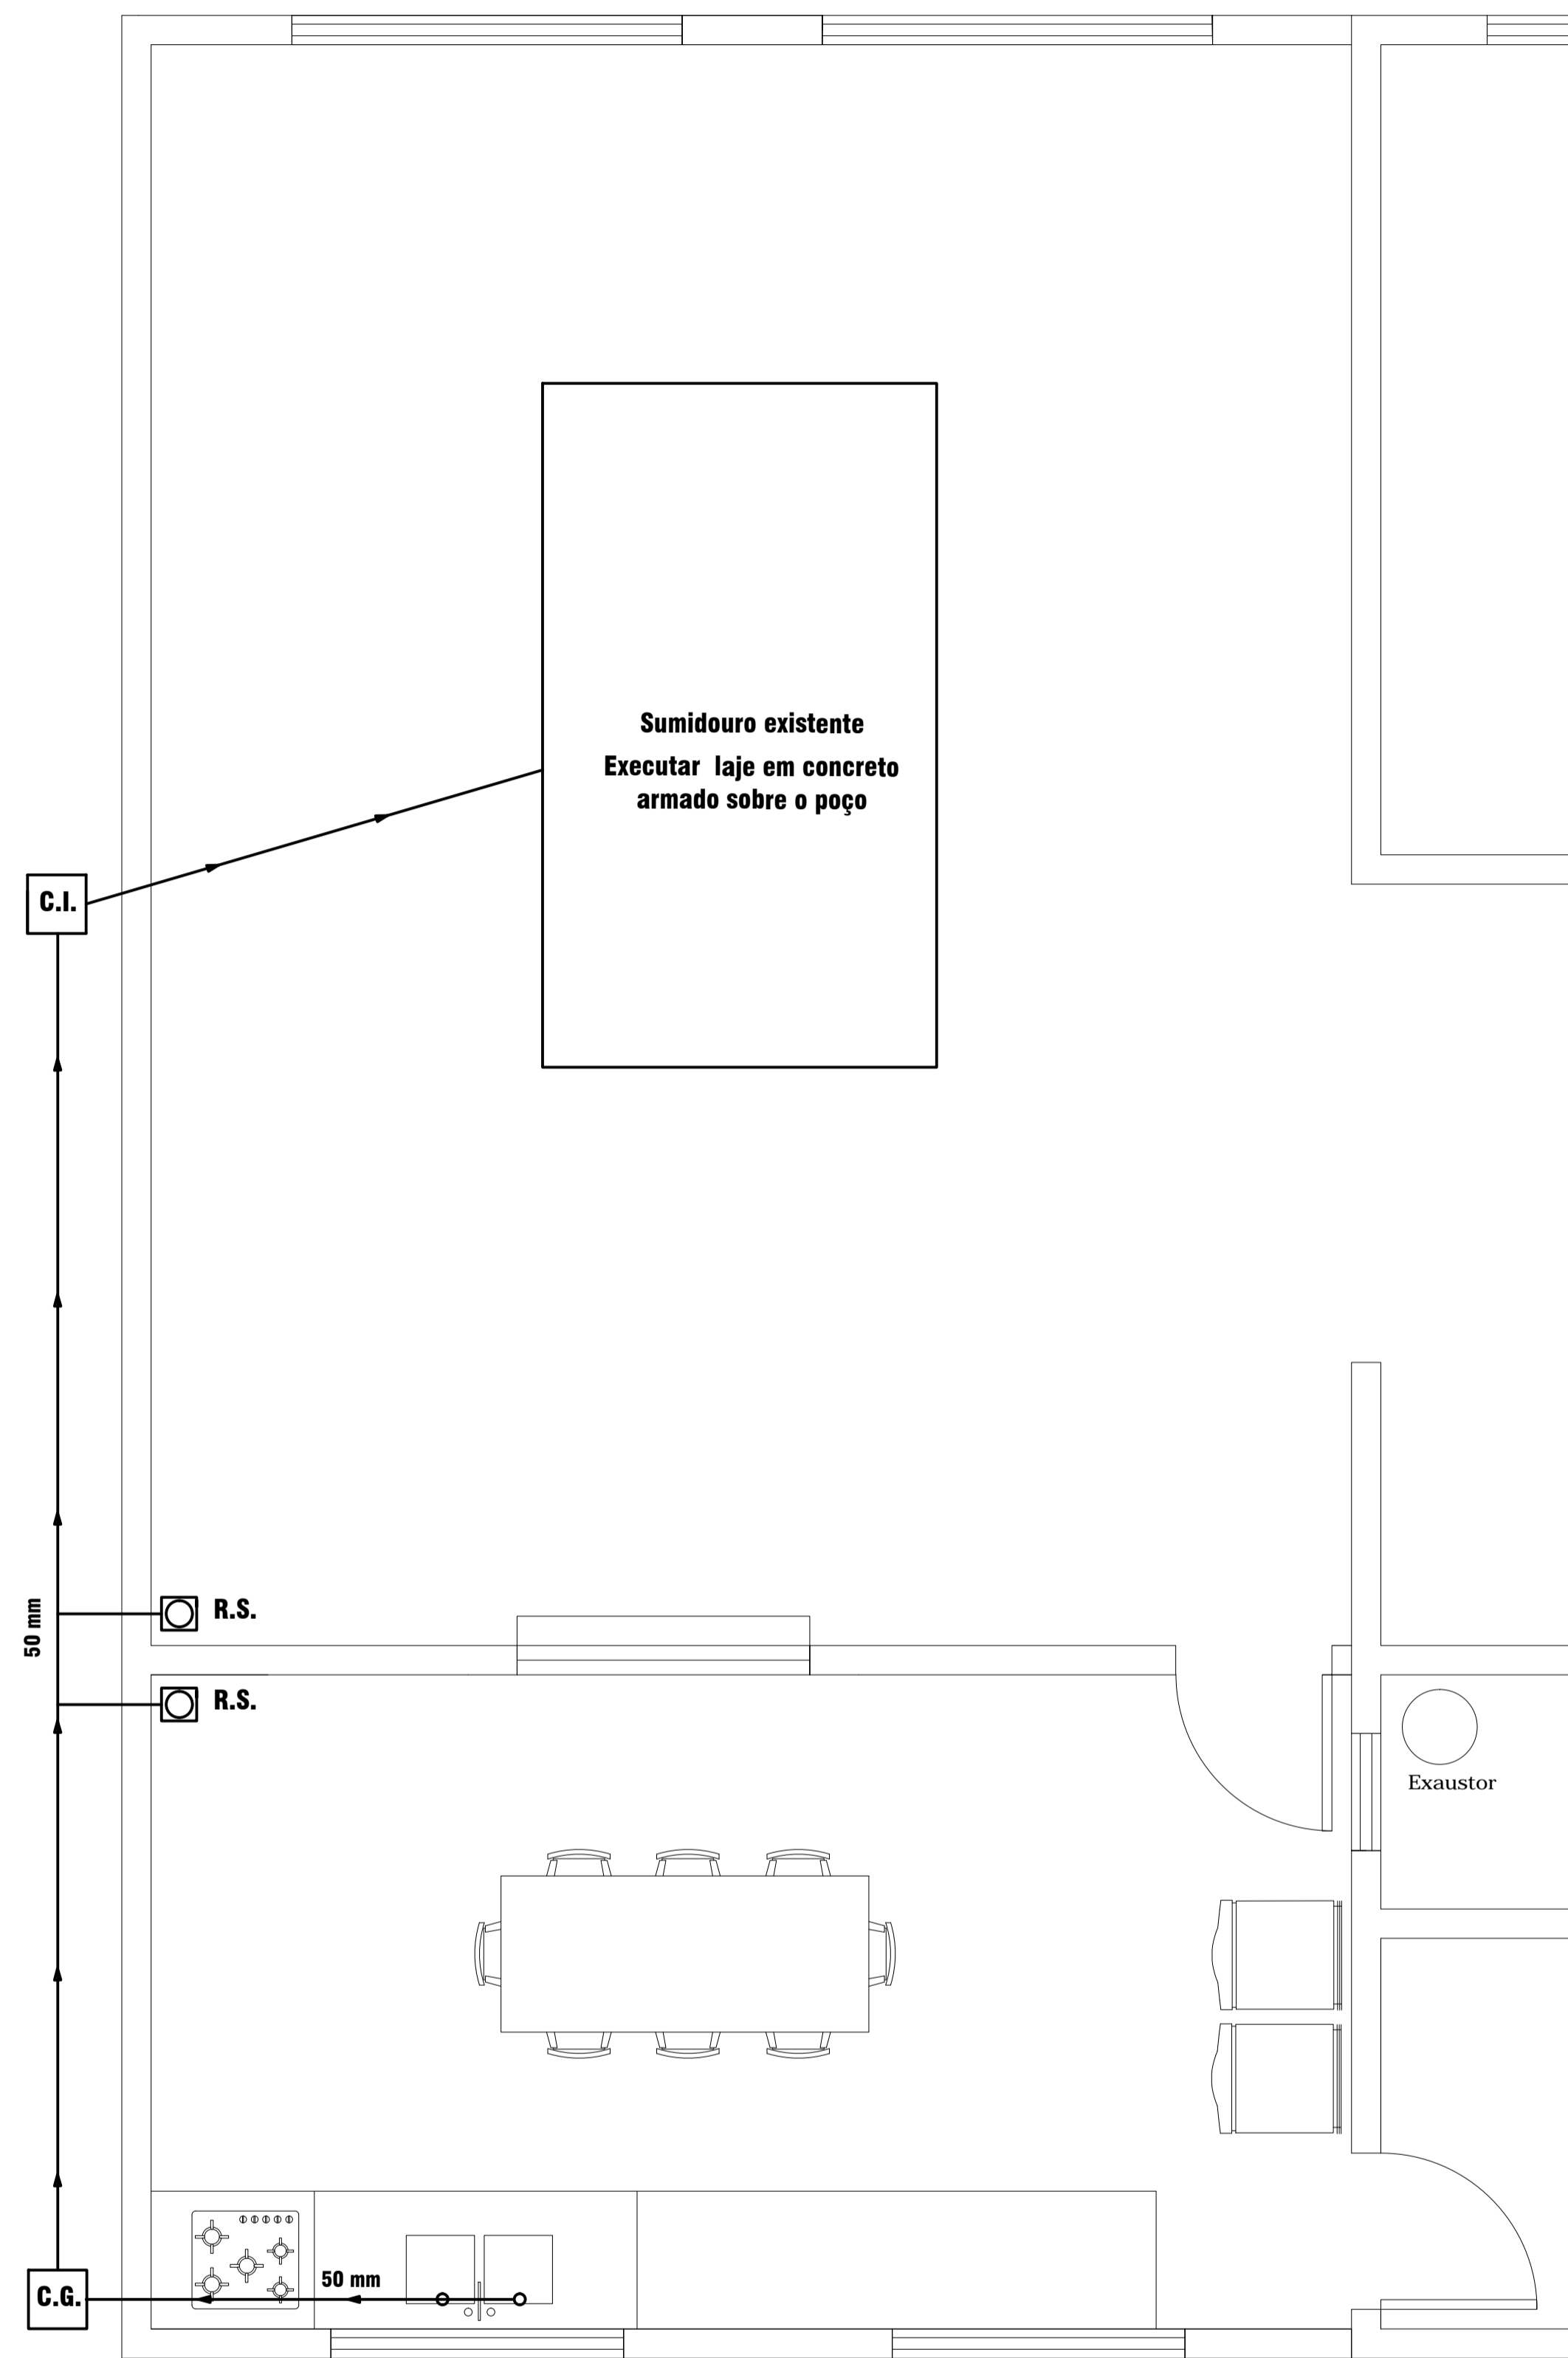 Sumidouro existente
Executar laje em concreto
armado sobre o poço
C.I.
50 mm
R.S.
R.S.
Exaustor
50 mm
C.G.